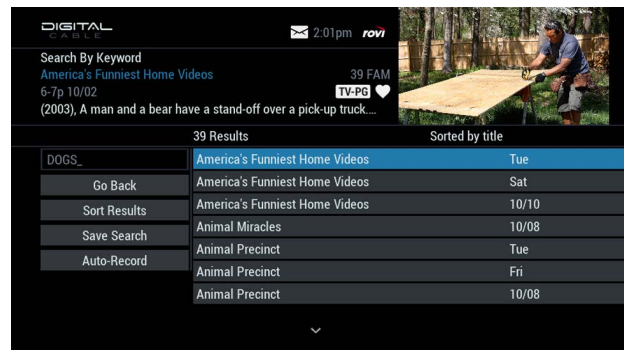 DIGITAL
CABLE
2:01pm rovi
Search By Keyword
America's Funniest Home Videos 39 FAM
6-7p 10/02 TV-PG
(2003), A man and a bear have a stand-off over a pick-up truck....
39 Results Sorted by title
DOGS_
Go Back
Sort Results
Save Search
Auto-Record
America's Funniest Home Videos Tue
America's Funniest Home Videos Sat
America's Funniest Home Videos 10/10
Animal Miracles 10/08
Animal Precinct Tue
Animal Precinct Fri
Animal Precinct 10/08